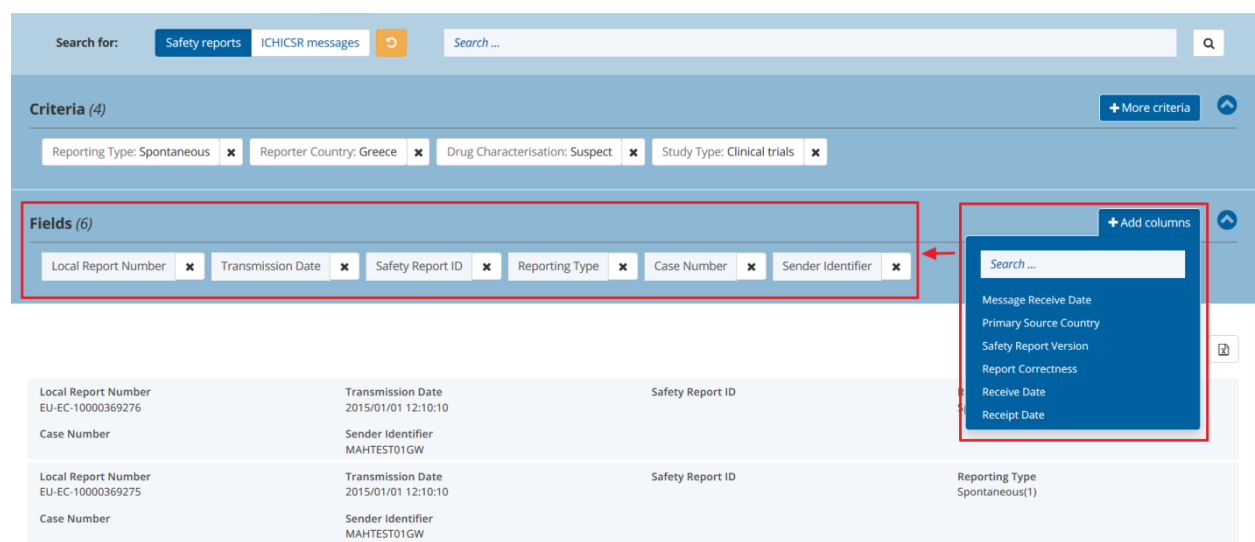 Search for: Safety reports ICHICSR messages Search ...
Criteria (4) More criteria
Reporting Type: Spontaneous Reporter Country: Greece Drug Characterisation: Suspect Study Type: Clinical trials
Fields (6) Add columns
Local Report Number Transmission Date Safety Report ID Reporting Type Case Number Sender Identifier
Search ...
Message Receive Date
Primary Source Country
Safety Report Version
Report Correctness
Receive Date
Receipt Date
Local Report Number Transmission Date Safety Report ID
EU-EC-10000369276 2015/01/01 12:10:10
Case Number Sender Identifier
MAHTEST01GW
Local Report Number Transmission Date Safety Report ID Reporting Type
EU-EC-10000369275 2015/01/01 12:10:10 Spontaneous(1)
Case Number Sender Identifier
MAHTEST01GW